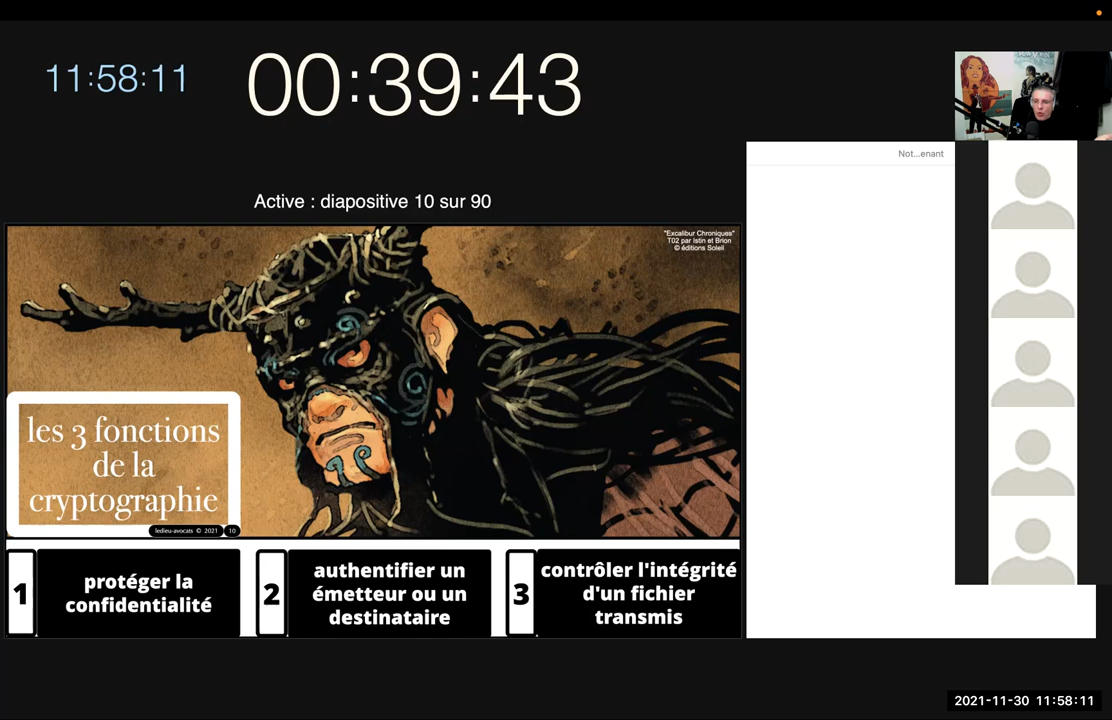 11:58:11
00:39:43
Not...enant
Active : diapositive 10 sur 90
"Excalibur Chroniques"
T02 par Istin et Brion
© éditions Soleil
les 3 fonctions
de la
cryptographie
ledieu-avocats © 2021 10
1
protéger la
confidentialité
2
authentifier un
émetteur ou un
destinataire
3
contrôler l'intégrité
d'un fichier
transmis
2021-11-30 11:58:11